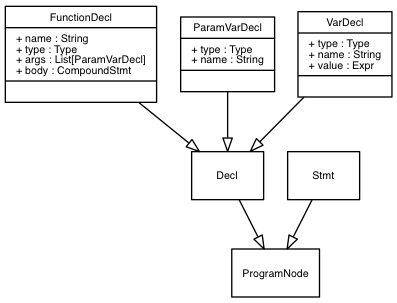 FunctionDecl
+ name : String
+ type : Type
+ args : List[ParamVarDecl]
+ body : CompoundStmt
ParamVarDecl
+ type : Type
+ name : String
VarDecl
+ type : Type
+ name : String
+ value : Expr
Decl
Stmt
ProgramNode